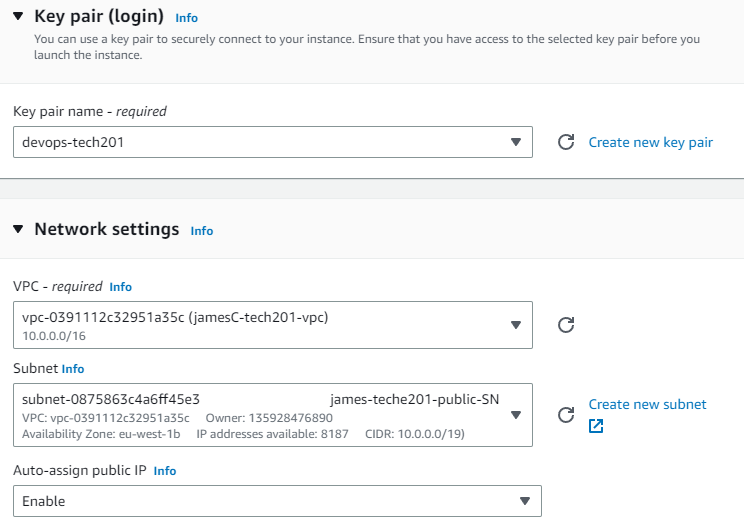 Key pair (login) Info
You can use a key pair to securely connect to your instance. Ensure that you have access to the selected key pair before you
launch the instance.
Key pair name - required
devops-tech201
Create new key pair
Network settings Info
VPC - required Info
vpc-0391112c32951a35c (jamesC-tech201-vpc)
10.0.0.0/16
Subnet Info
subnet-0875863c4a6ff45e3 james-teche201-public-SN
VPC: vpc-0391112c32951a35c Owner: 135928476890
Availability Zone: eu-west-1b IP addresses available: 8187 CIDR: 10.0.0.0/19)
Create new subnet
Auto-assign public IP Info
Enable